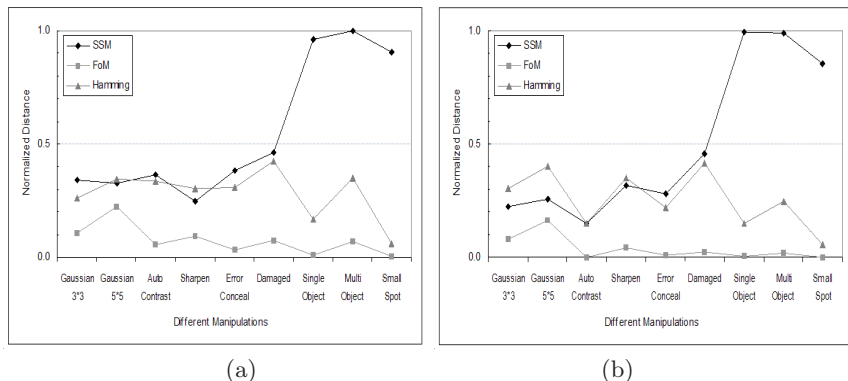 1.0
SSM
FoM
Hamming
Normalized Distance
0.5
0.0
Gaussian 3*3
Gaussian 5*5
Auto Contrast
Sharpen
Error Conceal
Damaged
Single Object
Multi Object
Small Spot
Different Manipulations
(a)
1.0
SSM
FoM
Hamming
Normalized Distance
0.5
0.0
Gaussian 3*3
Gaussian 5*5
Auto Contrast
Sharpen
Error Conceal
Damaged
Single Object
Multi Object
Small Spot
Different Manipulations
(b)